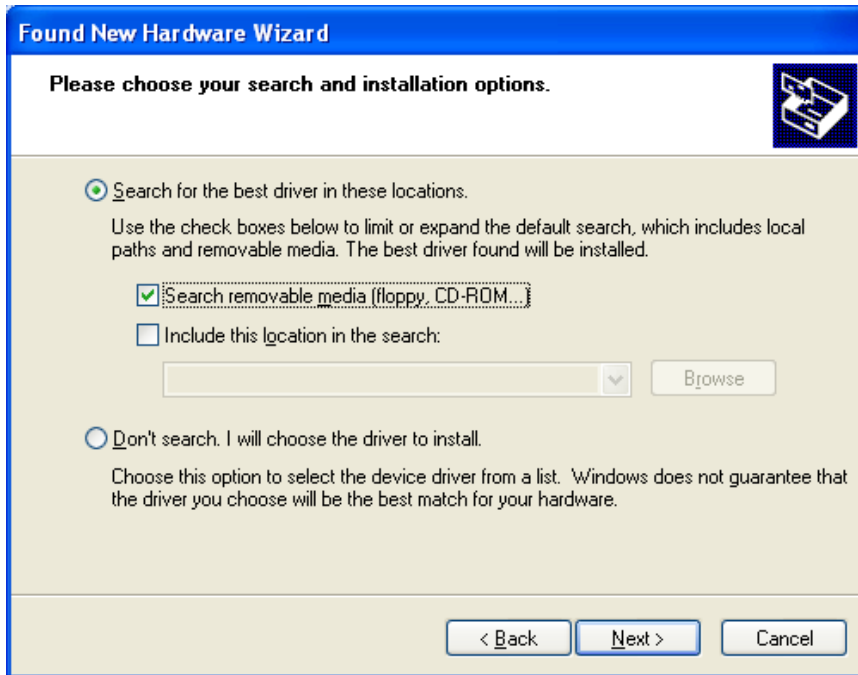 Found New Hardware Wizard
Please choose your search and installation options.
Search for the best driver in these locations.
Use the check boxes below to limit or expand the default search, which includes local
paths and removable media. The best driver found will be installed.
Search removable media (floppy, CD-ROM...)
Include this location in the search:
Browse
Don't search. I will choose the driver to install.
Choose this option to select the device driver from a list.  Windows does not guarantee that
the driver you choose will be the best match for your hardware.
< Back Next > Cancel